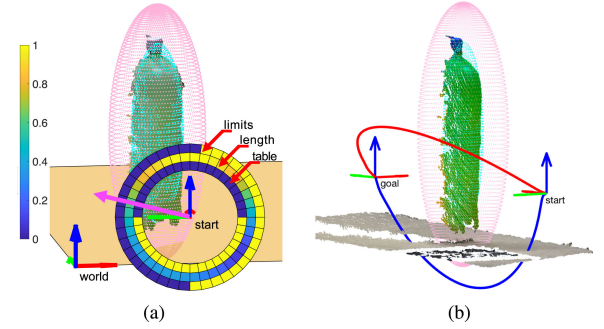 1
0.8
0.6
0.4
0.2
0
limits
length
table
start
world
(a)
goal
start
(b)